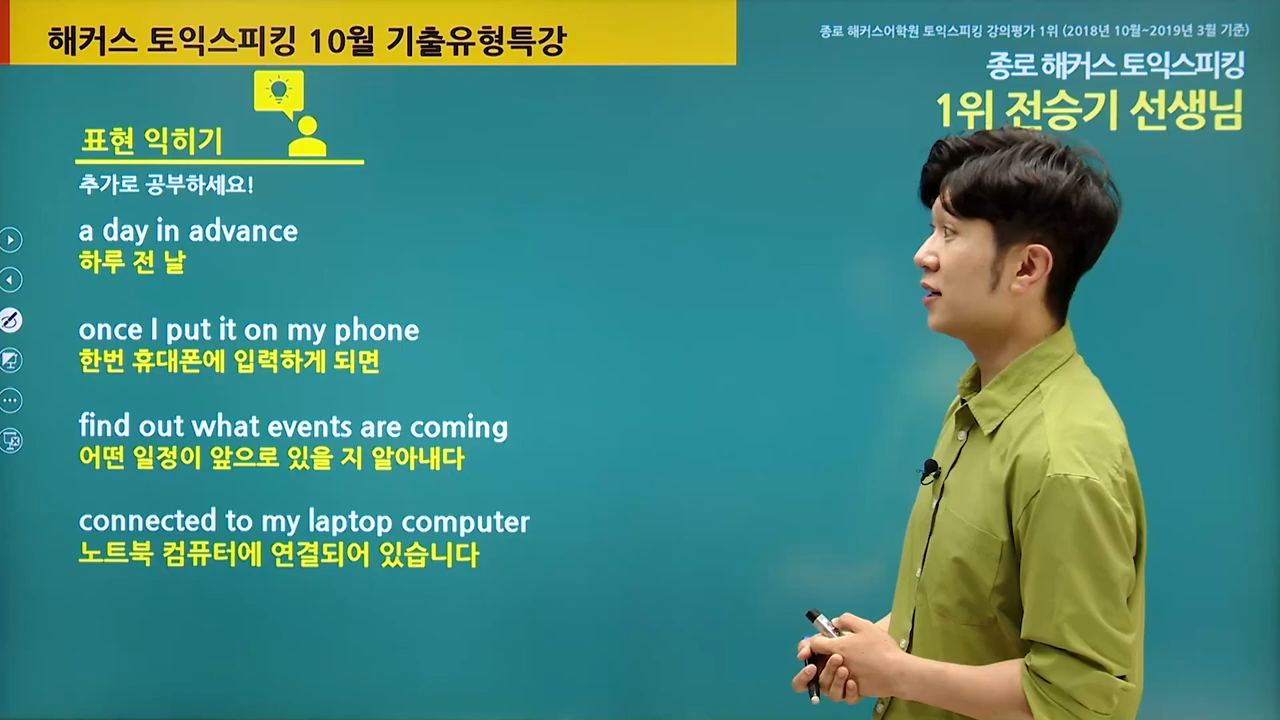 해커스 토익스피킹 10월 기출유형특강
종로 해커스어학원 토익스피킹 강의평가 1위 (2018년 10월~2019년 3월 기준)
종로 해커스 토익스피킹
1위 전승기 선생님
표현 익히기
추가로 공부하세요!
a day in advance
하루 전 날
once I put it on my phone
한번 휴대폰에 입력하게 되면
find out what events are coming
어떤 일정이 앞으로 있을 지 알아내다
connected to my laptop computer
노트북 컴퓨터에 연결되어 있습니다